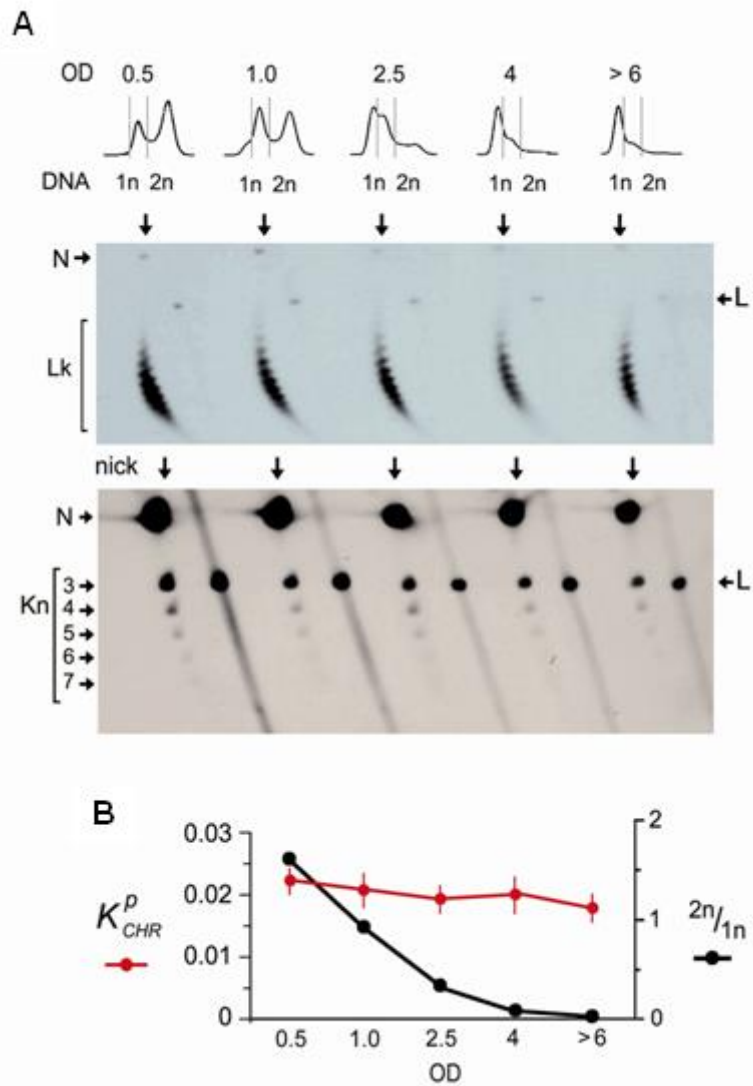 A
OD 0.5 1.0 2.5 4 > 6
DNA 1n 2n 1n 2n 1n 2n 1n 2n 1n 2n
N
L
Lk
nick
N
Kn 3 L
4
5
6
7
B
0.03 2
0.02
K^P_CHR 1 2n/1n
0.01
0 0
0.5 1.0 2.5 4 >6
OD